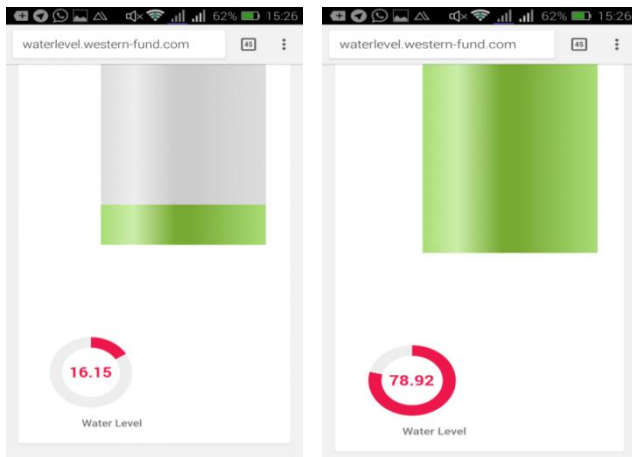 62% 15:26
waterlevel.western-fund.com 45
16.15
Water Level
62% 15:26
waterlevel.western-fund.com 45
78.92
Water Level